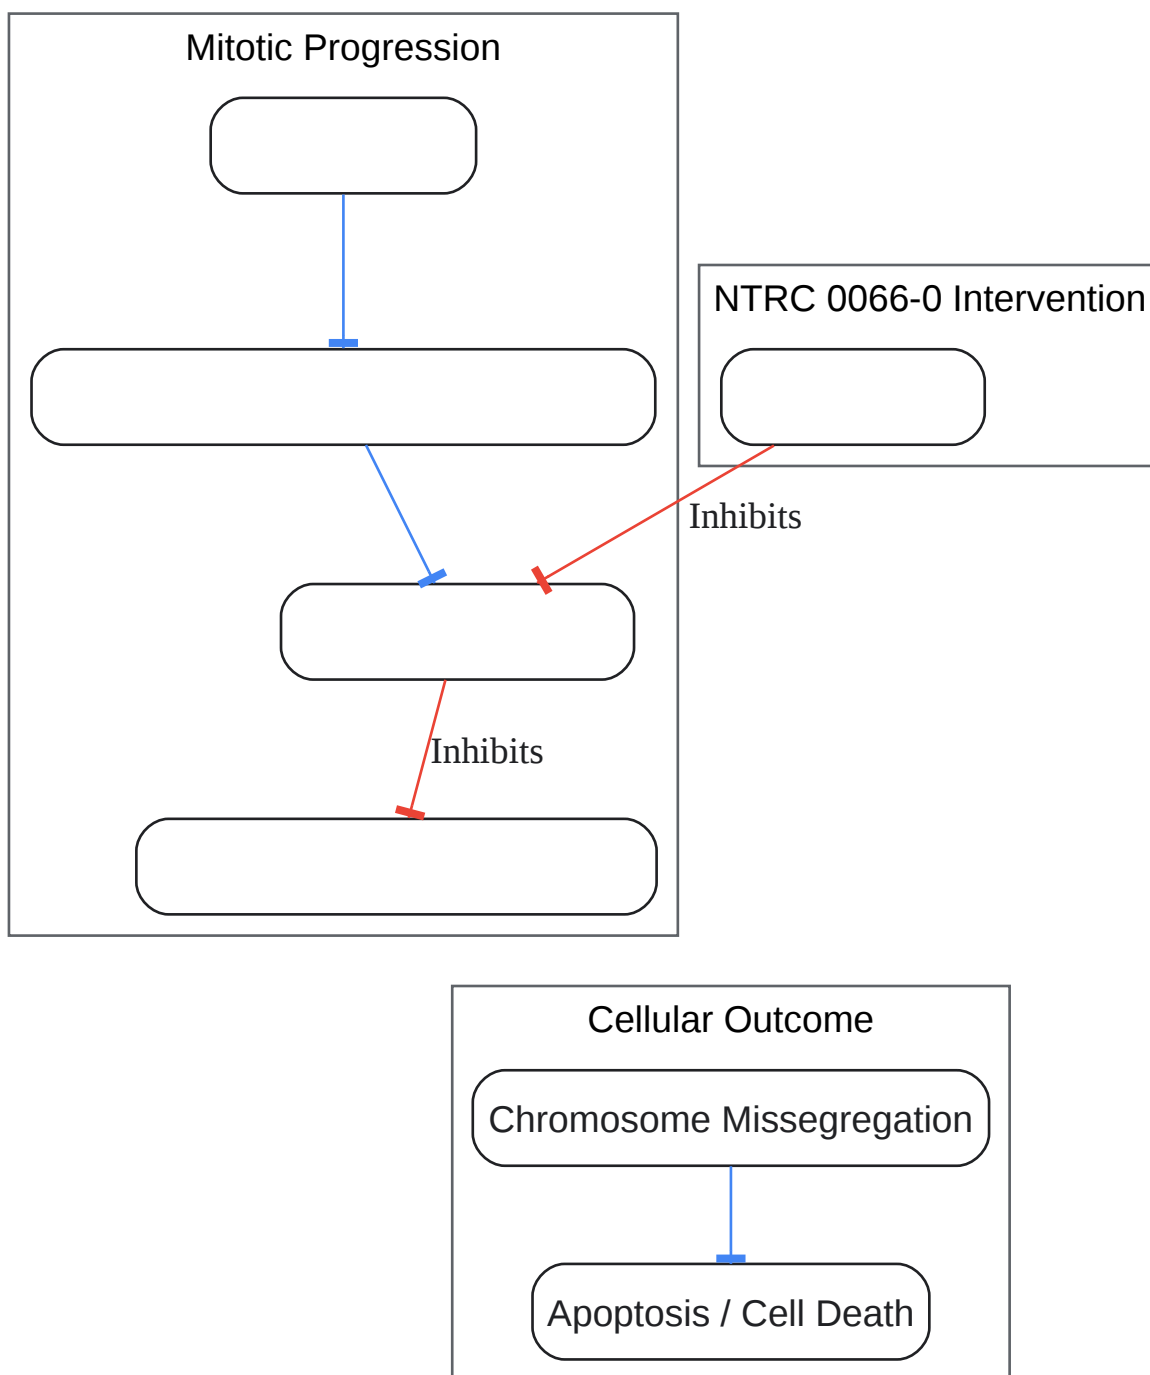 Mitotic Progression
NTRC 0066-0 Intervention
Inhibits
Inhibits
Cellular Outcome
Chromosome Missegregation
Apoptosis / Cell Death